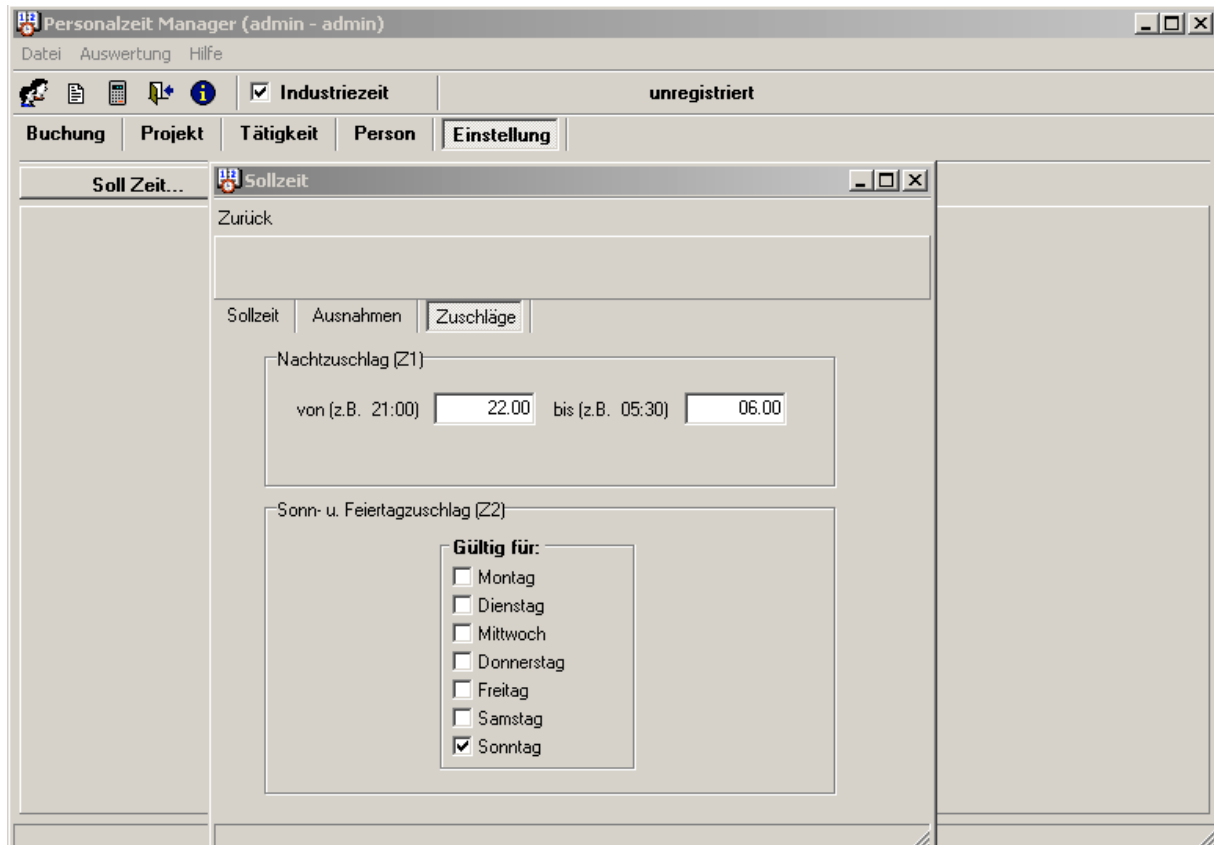 Personalzeit Manager (admin - admin)
Datei Auswertung Hilfe
Industriezeit unregistriert
Buchung Projekt Tätigkeit Person Einstellung
Soll Zeit...
Sollzeit
Zurück
Sollzeit Ausnahmen Zuschläge
Nachtzuschlag (Z1)
von (z.B. 21:00) 22.00 bis (z.B. 05:30) 06.00
Sonn- u. Feiertagzuschlag (Z2)
Gültig für:
Montag
Dienstag
Mittwoch
Donnerstag
Freitag
Samstag
Sonntag